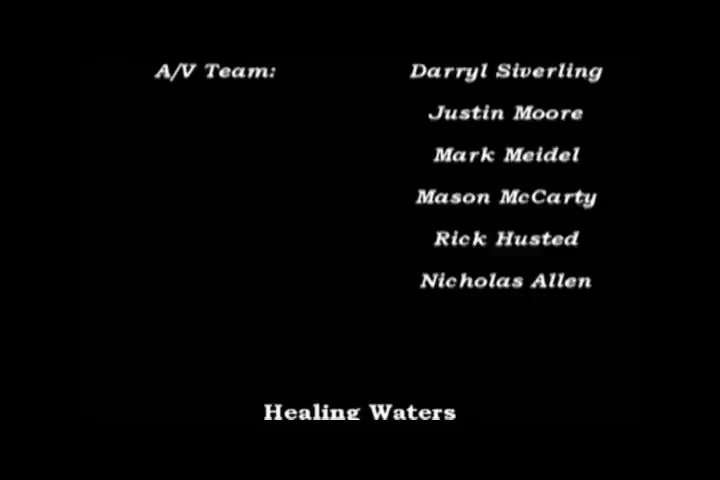 A/V Team: Darryl Siverling
Justin Moore
Mark Meidel
Mason McCarty
Rick Husted
Nicholas Allen
Healing Waters